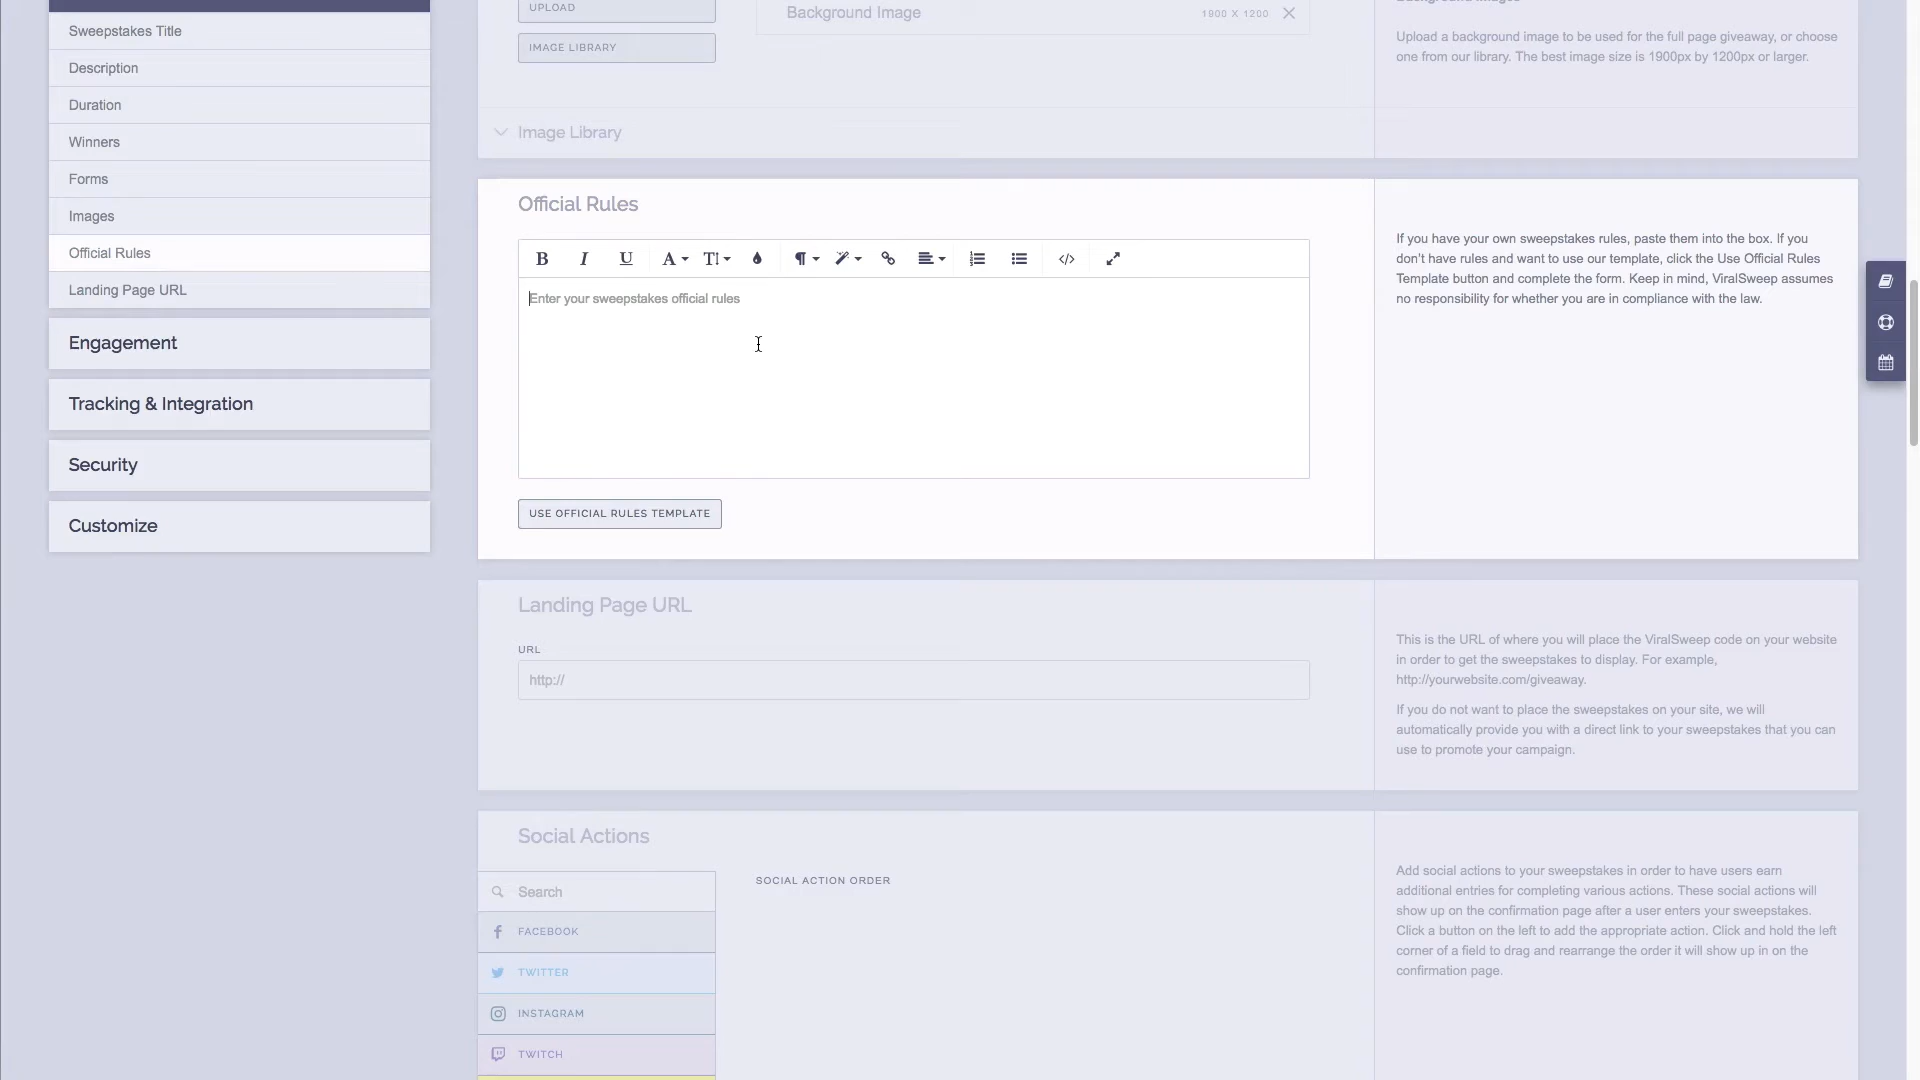 Sweepstakes Title
Description
Duration
Winners
Forms
Images
Official Rules
Landing Page URL
Engagement
Tracking & Integration
Security
Customize
UPLOAD
IMAGE LIBRARY
Background Image
1900 X 1200
Upload a background image to be used for the full page giveaway, or choose
one from our library. The best image size is 1900px by 1200px or larger.
Image Library
Official Rules
Enter your sweepstakes official rules
USE OFFICIAL RULES TEMPLATE
If you have your own sweepstakes rules, paste them into the box. If you
don't have rules and want to use our template, click the Use Official Rules
Template button and complete the form. Keep in mind, ViralSweep assumes
no responsibility for whether you are in compliance with the law.
Landing Page URL
URL
http://
This is the URL of where you will place the ViralSweep code on your website
in order to get the sweepstakes to display. For example,
http://yourwebsite.com/giveaway.
If you do not want to place the sweepstakes on your site, we will
automatically provide you with a direct link to your sweepstakes that you can
use to promote your campaign.
Social Actions
Search
FACEBOOK
TWITTER
INSTAGRAM
TWITCH
SOCIAL ACTION ORDER
Add social actions to your sweepstakes in order to have users earn
additional entries for completing various actions. These social actions will
show up on the confirmation page after a user enters your sweepstakes.
Click a button on the left to add the appropriate action. Click and hold the left
corner of a field to drag and rearrange the order it will show up in on the
confirmation page.